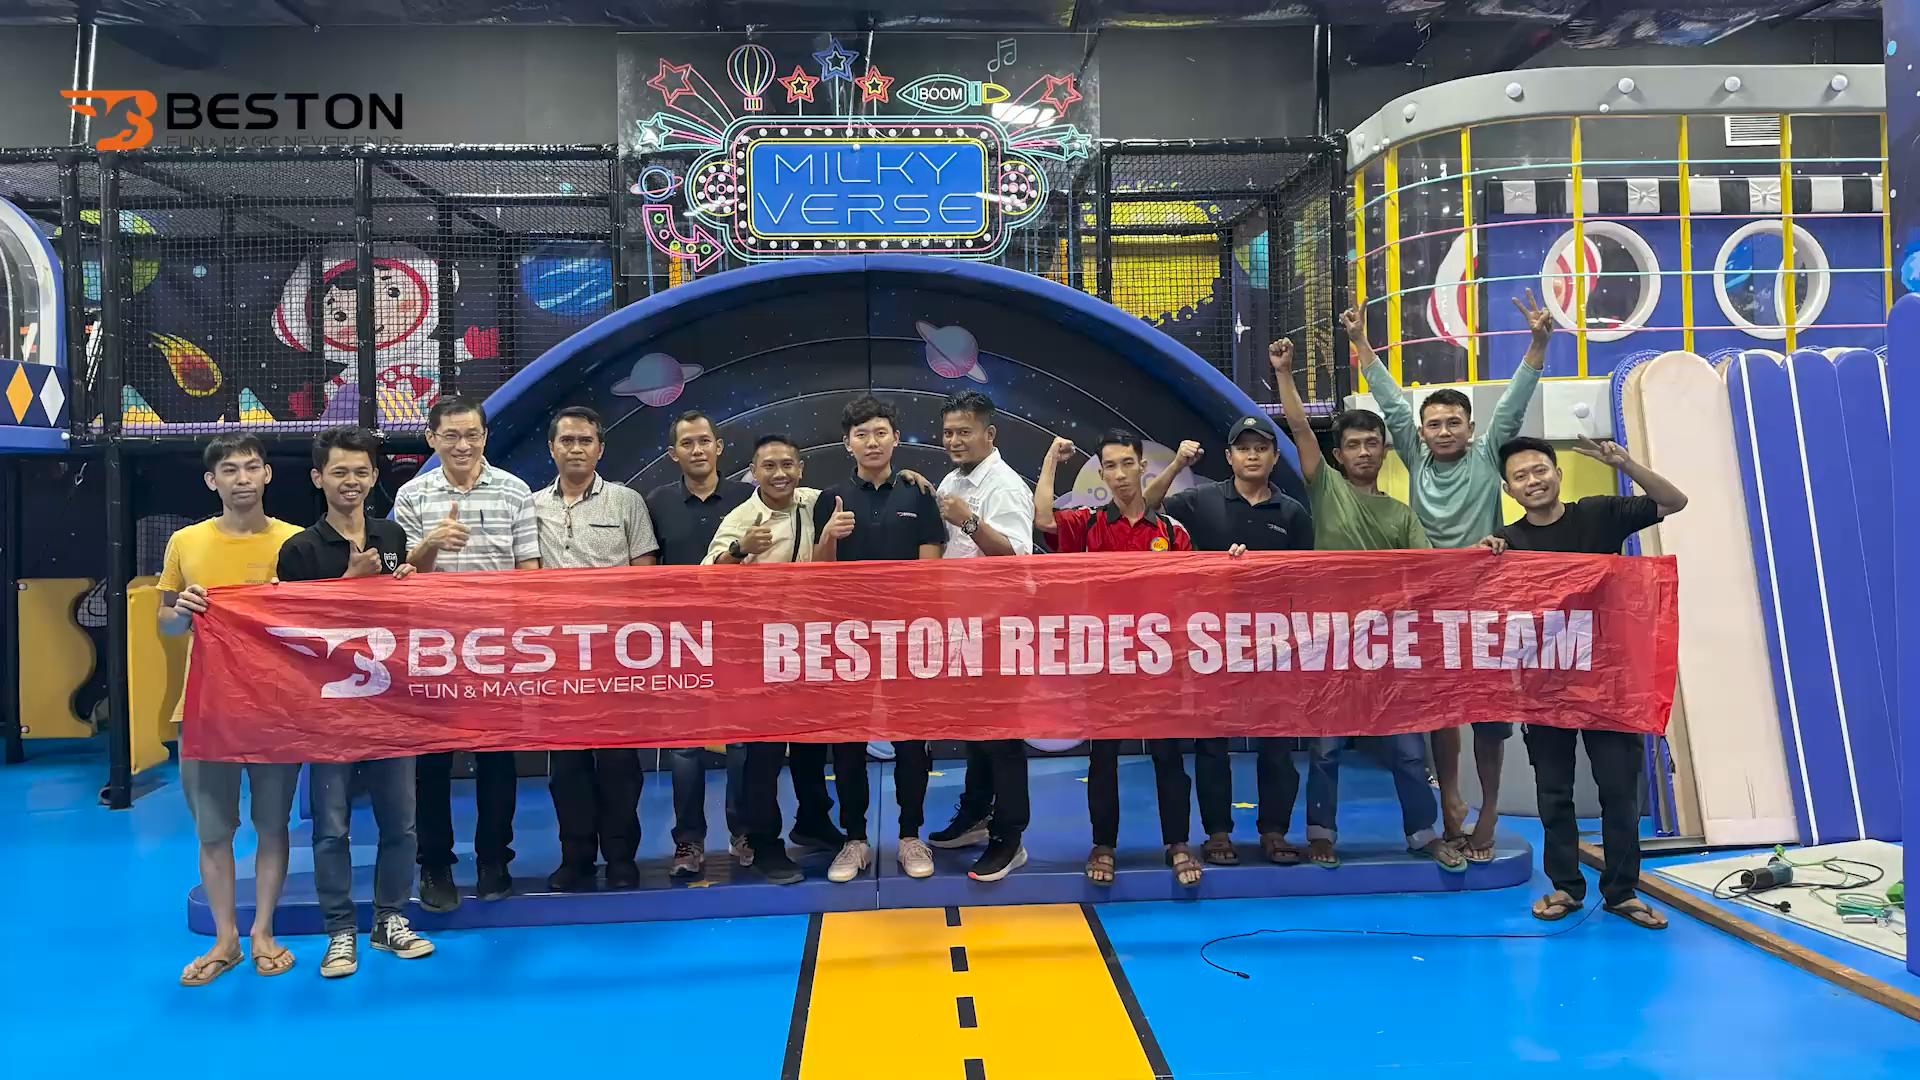 BESTON
FUN & MAGIC NEVER ENDS
BOOM
MILKY
VERSE
BESTON
FUN & MAGIC NEVER ENDS
BESTON REDES SERVICE TEAM